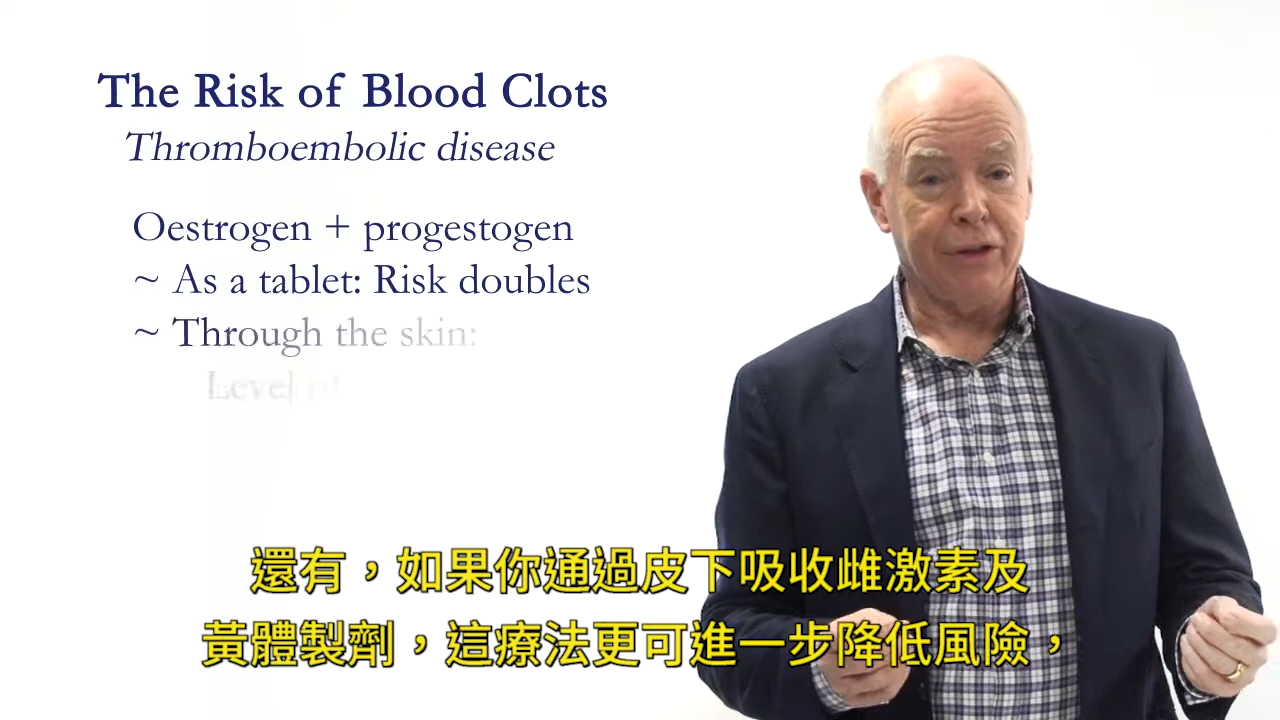 The Risk of Blood Clots
Thromboembolic disease
Oestrogen + progestogen
~ As a tablet: Risk doubles
~ Through the skin:
Level
還有，如果你通過皮下吸收雌激素及
黃體製劑，這療法更可進一步降低風險，